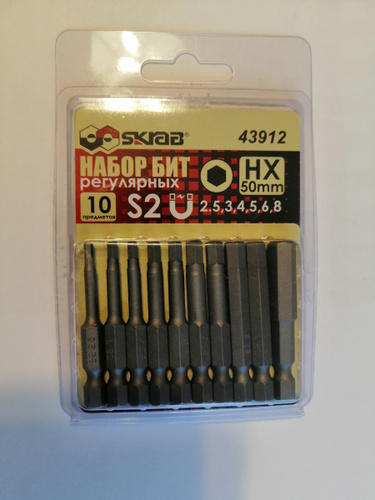 SKRAB®
43912
НАБОР БИТ
регулярных
HX
50mm
10
предметов
S2
2.5,3,4,5,6,8